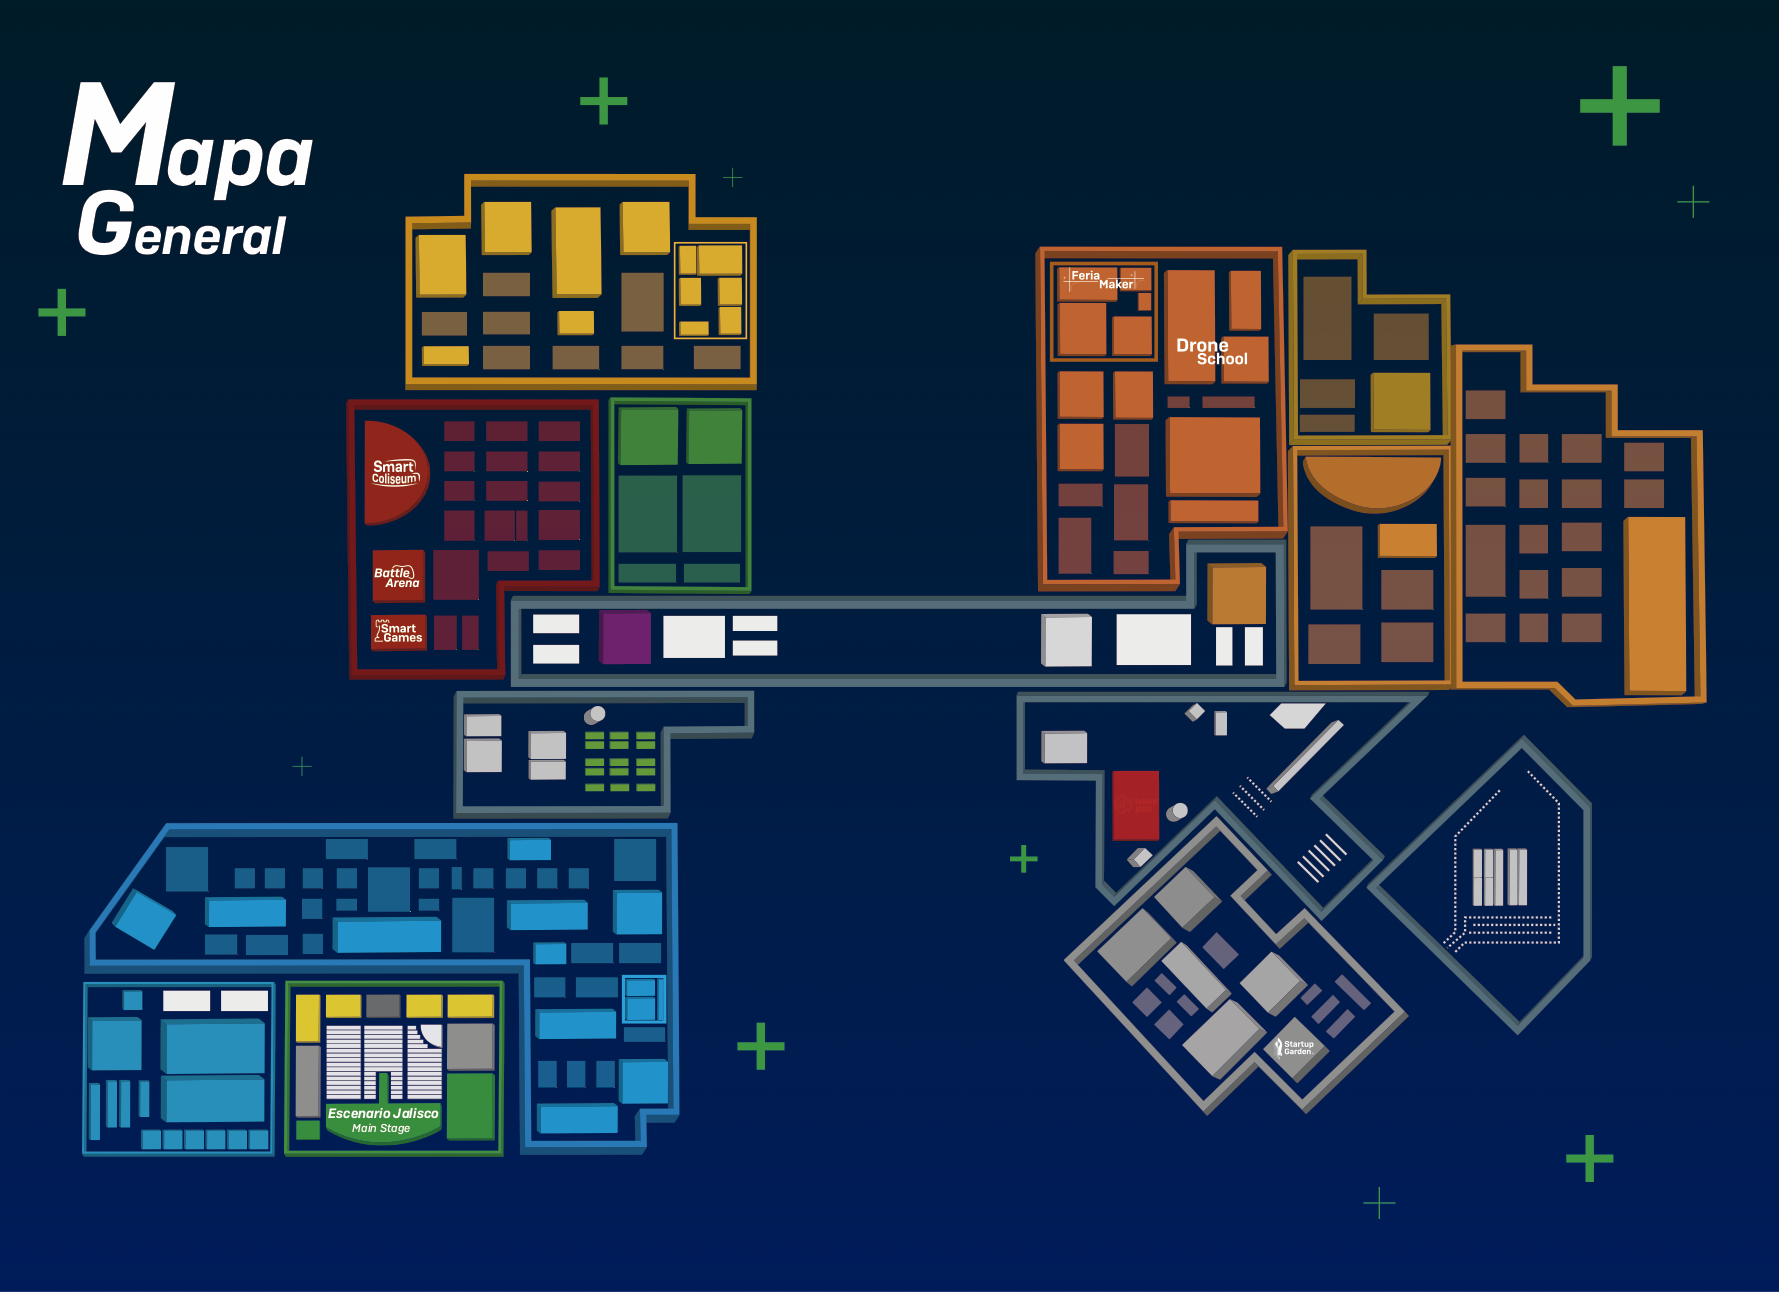 Mapa
General
Feria
Maker
Drone
School
Smart
Coliseum
Battle
Arena
Smart
Games
Startup
Garden
Escenario Jalisco
Main Stage